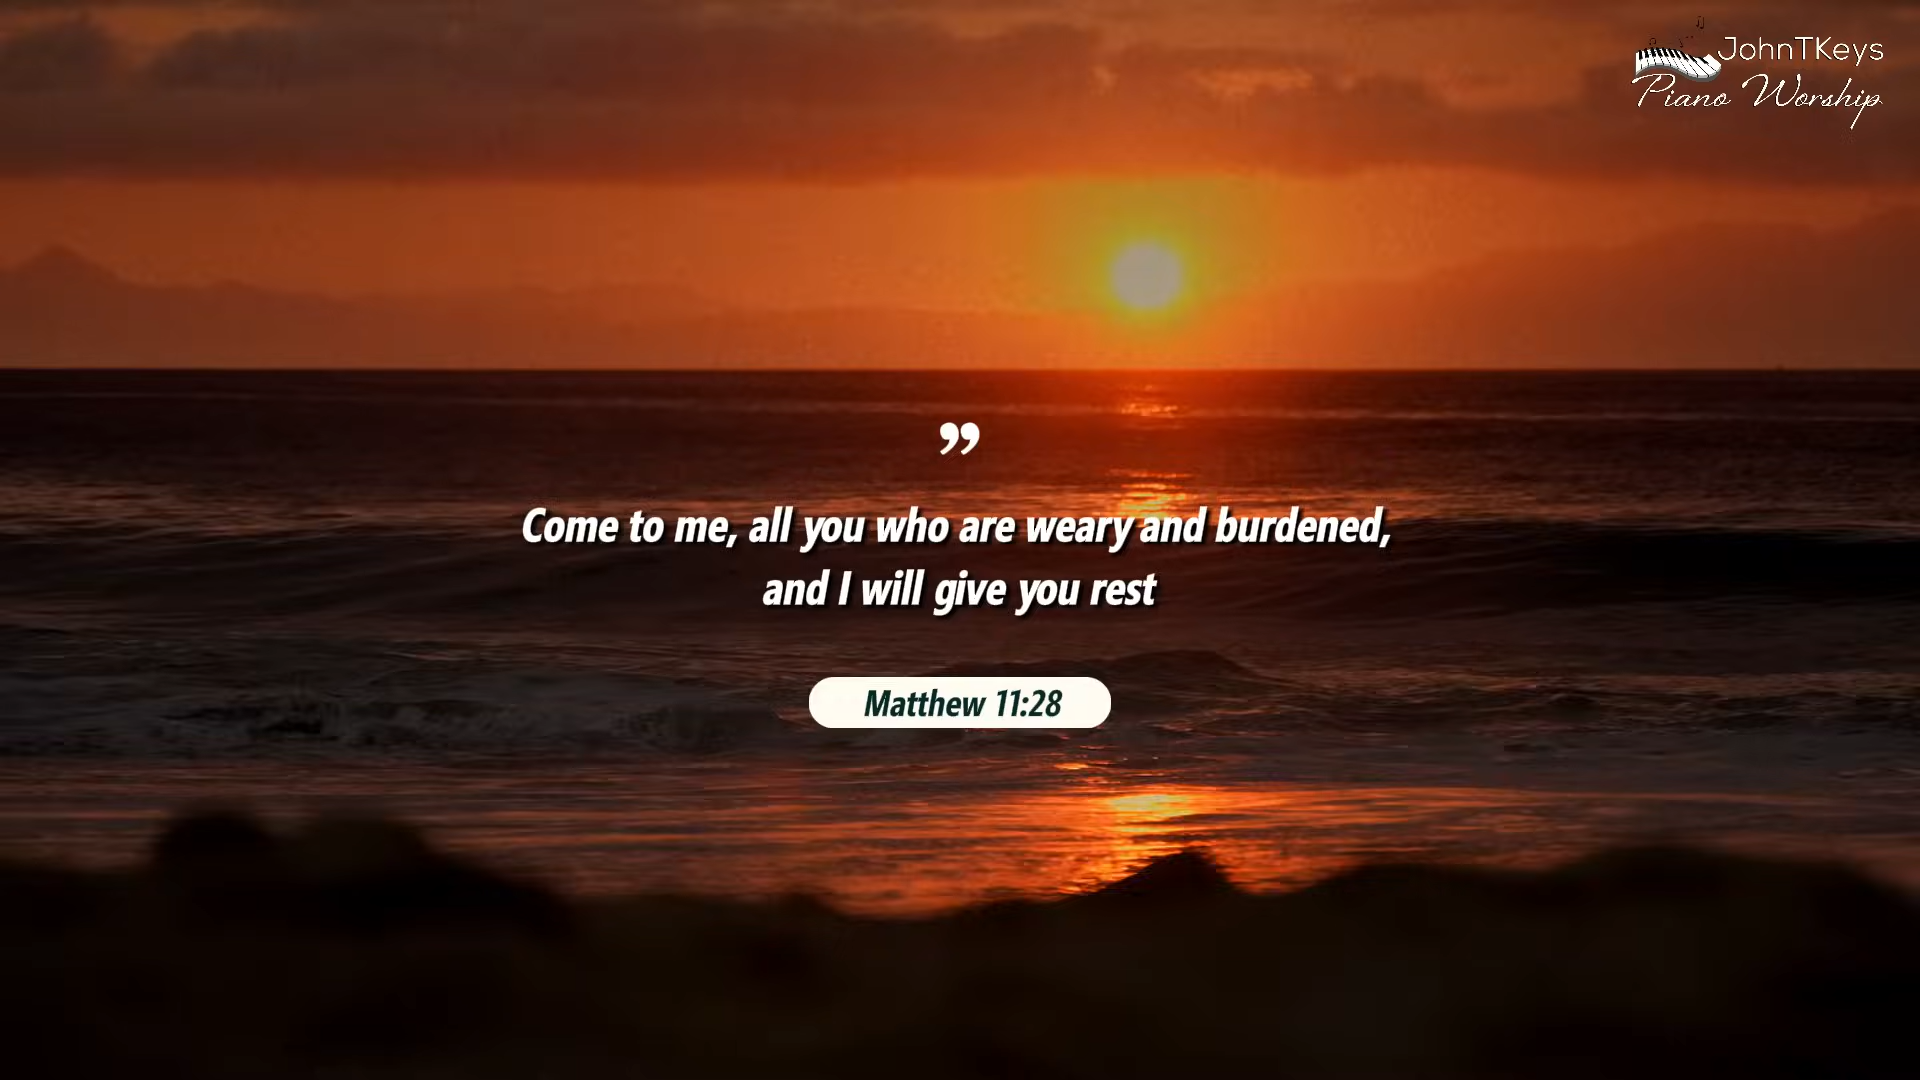 JohnTKeys
Piano Worship
”
Come to me, all you who are weary and burdened,
and I will give you rest
Matthew 11:28